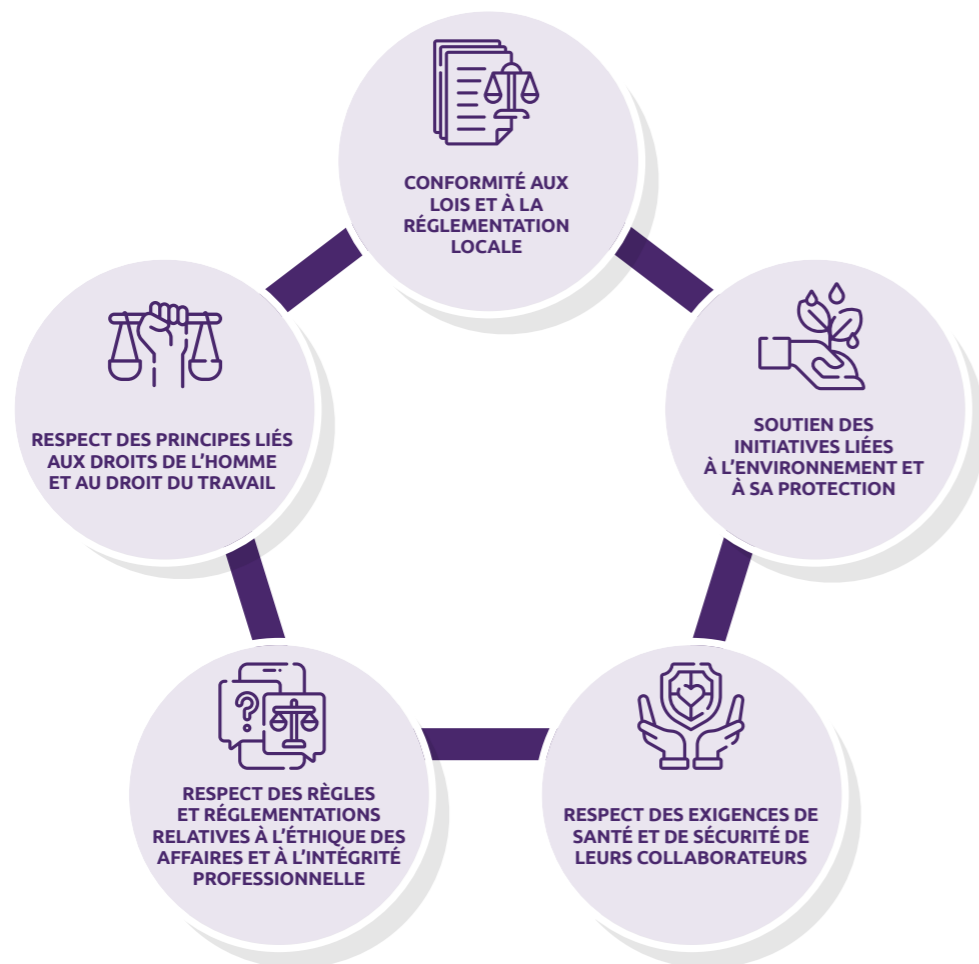 CONFORMITÉ AUX
LOIS ET À LA
RÉGLEMENTATION
LOCALE
RESPECT DES PRINCIPES LIÉS
AUX DROITS DE L'HOMME
ET AU DROIT DU TRAVAIL
SOUTIEN DES
INITIATIVES LIÉES
À L'ENVIRONNEMENT ET
À SA PROTECTION
RESPECT DES RÈGLES
ET RÉGLEMENTATIONS
RELATIVES À L'ÉTHIQUE DES
AFFAIRES ET À L'INTÉGRITÉ
PROFESSIONNELLE
RESPECT DES EXIGENCES DE
SANTÉ ET DE SÉCURITÉ DE
LEURS COLLABORATEURS